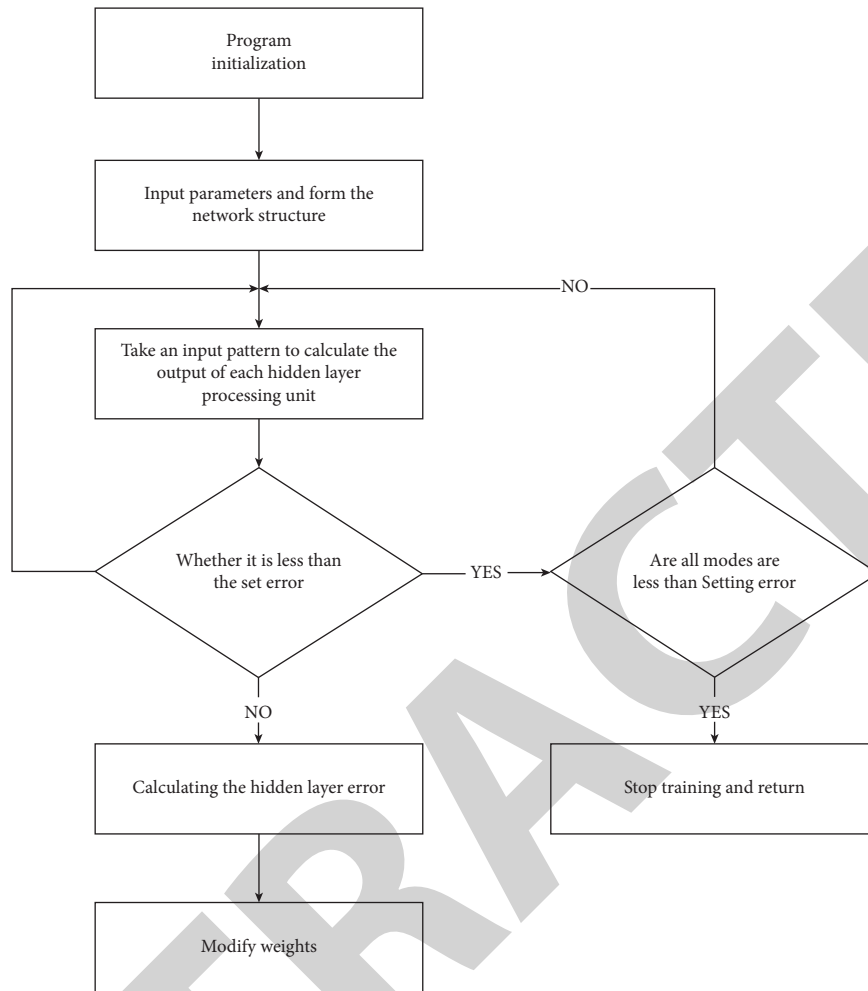 Program
initialization
Input parameters and form the
network structure
NO
Take an input pattern to calculate the
output of each hidden layer
processing unit
Whether it is less than
the set error
YES
Are all modes are
less than Setting error
NO
YES
Calculating the hidden layer error
Stop training and return
Modify weights
TRACT